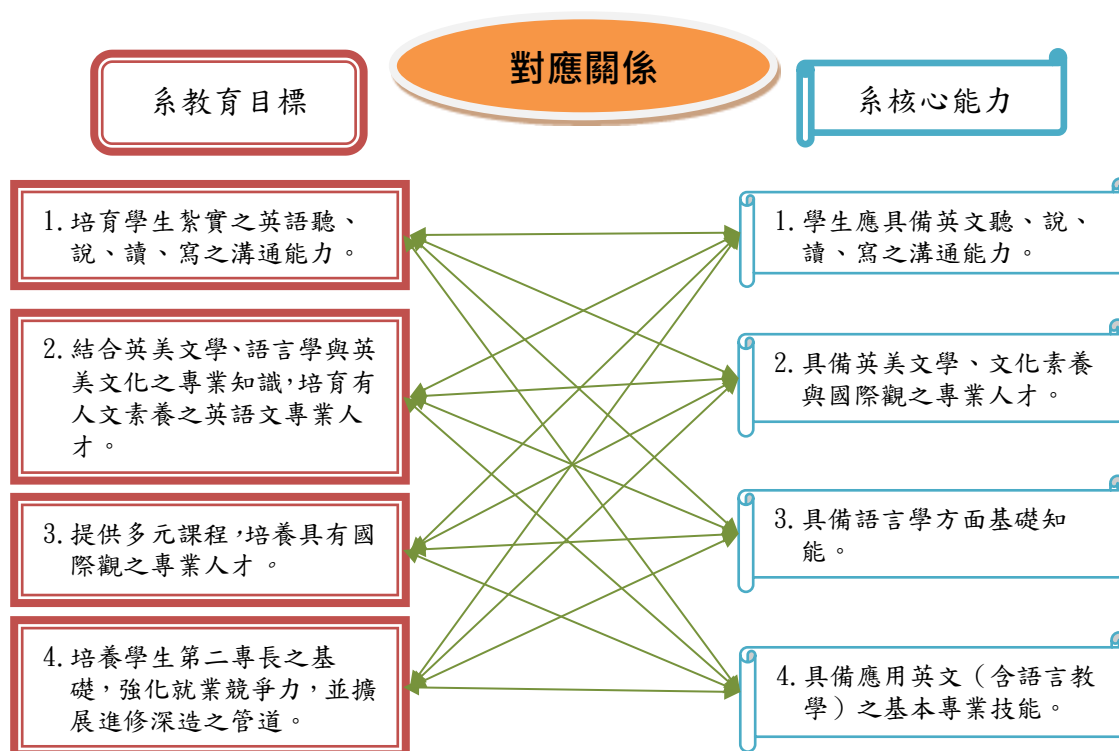 對應關係
系教育目標
系核心能力
1. 培育學生紮實之英語聽、
說、讀、寫之溝通能力。
2. 結合英美文學、語言學與英
美文化之專業知識，培育有
人文素養之英語文專業人
才。
3. 提供多元課程，培養具有國
際觀之專業人才。
4. 培養學生第二專長之基
礎，強化就業競爭力，並擴
展進修深造之管道。
1. 學生應具備英文聽、說、
讀、寫之溝通能力。
2. 具備英美文學、文化素養
與國際觀之專業人才。
3. 具備語言學方面基礎知
能。
4. 具備應用英文（含語言教
學）之基本專業技能。